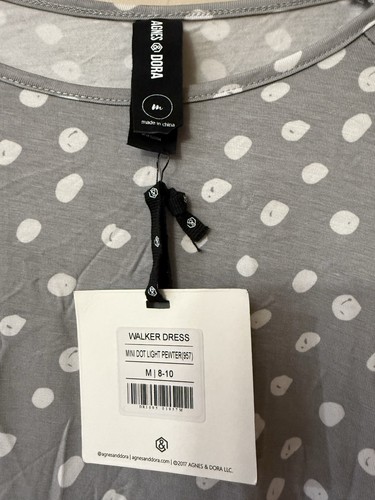 AGNES & DORA
m
made in china
WALKER DRESS
MINI DOT LIGHT PEWTER(957)
M | 8-10
&
@agnesanddora | agnesanddora.com | ©2017 AGNES & DORA LLC.